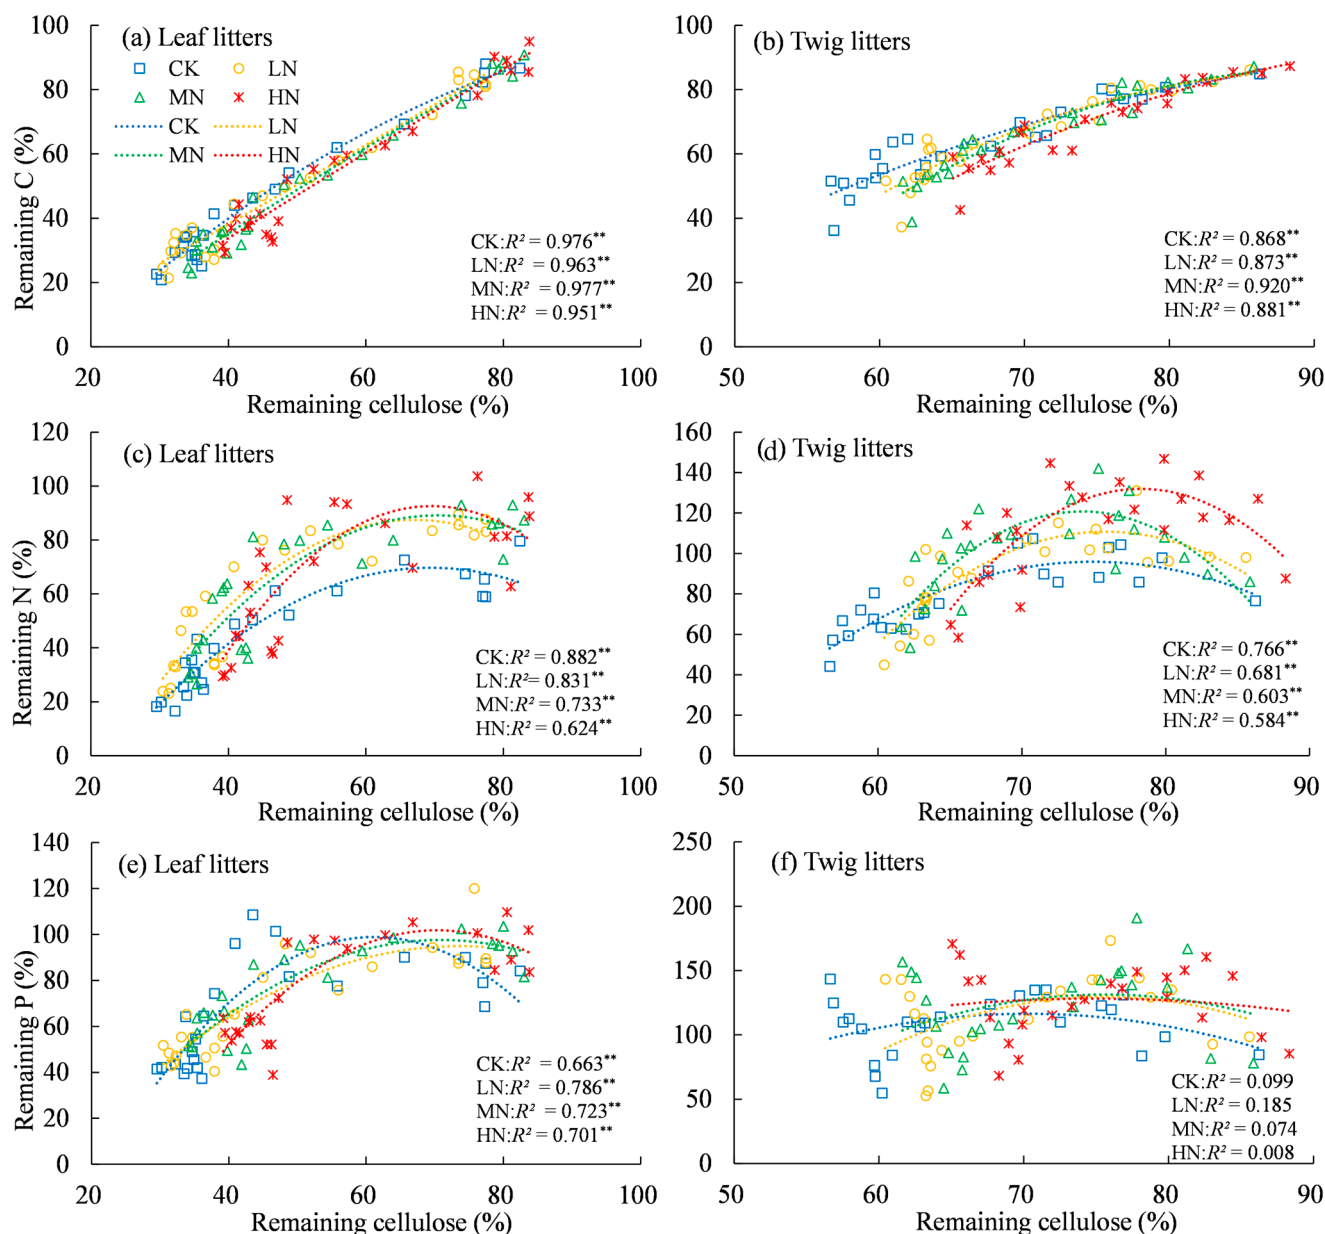 (a) Leaf litters
CK LN
MN HN
CK LN
MN HN
CK:R² = 0.976**
LN:R² = 0.963**
MN:R² = 0.977**
HN:R² = 0.951**
100
80
60
40
20
0
20 40 60 80 100
Remaining C (%)
Remaining cellulose (%)
(b) Twig litters
CK:R² = 0.868**
LN:R² = 0.873**
MN:R² = 0.920**
HN:R² = 0.881**
100
80
60
40
20
0
50 60 70 80 90
Remaining cellulose (%)
(c) Leaf litters
CK:R² = 0.882**
LN:R²= 0.831**
MN:R² = 0.733**
HN:R² = 0.624**
120
100
80
60
40
20
0
20 40 60 80 100
Remaining N (%)
Remaining cellulose (%)
(d) Twig litters
CK:R² = 0.766**
LN:R² = 0.681**
MN:R² = 0.603**
HN:R² = 0.584**
160
140
120
100
80
60
40
20
0
50 60 70 80 90
Remaining cellulose (%)
(e) Leaf litters
CK:R² = 0.663**
LN:R² = 0.786**
MN:R² = 0.723**
HN:R² = 0.701**
140
120
100
80
60
40
20
0
20 40 60 80 100
Remaining P (%)
Remaining cellulose (%)
(f) Twig litters
CK:R² = 0.099
LN:R² = 0.185
MN:R² = 0.074
HN:R² = 0.008
250
200
150
100
50
0
50 60 70 80 90
Remaining cellulose (%)